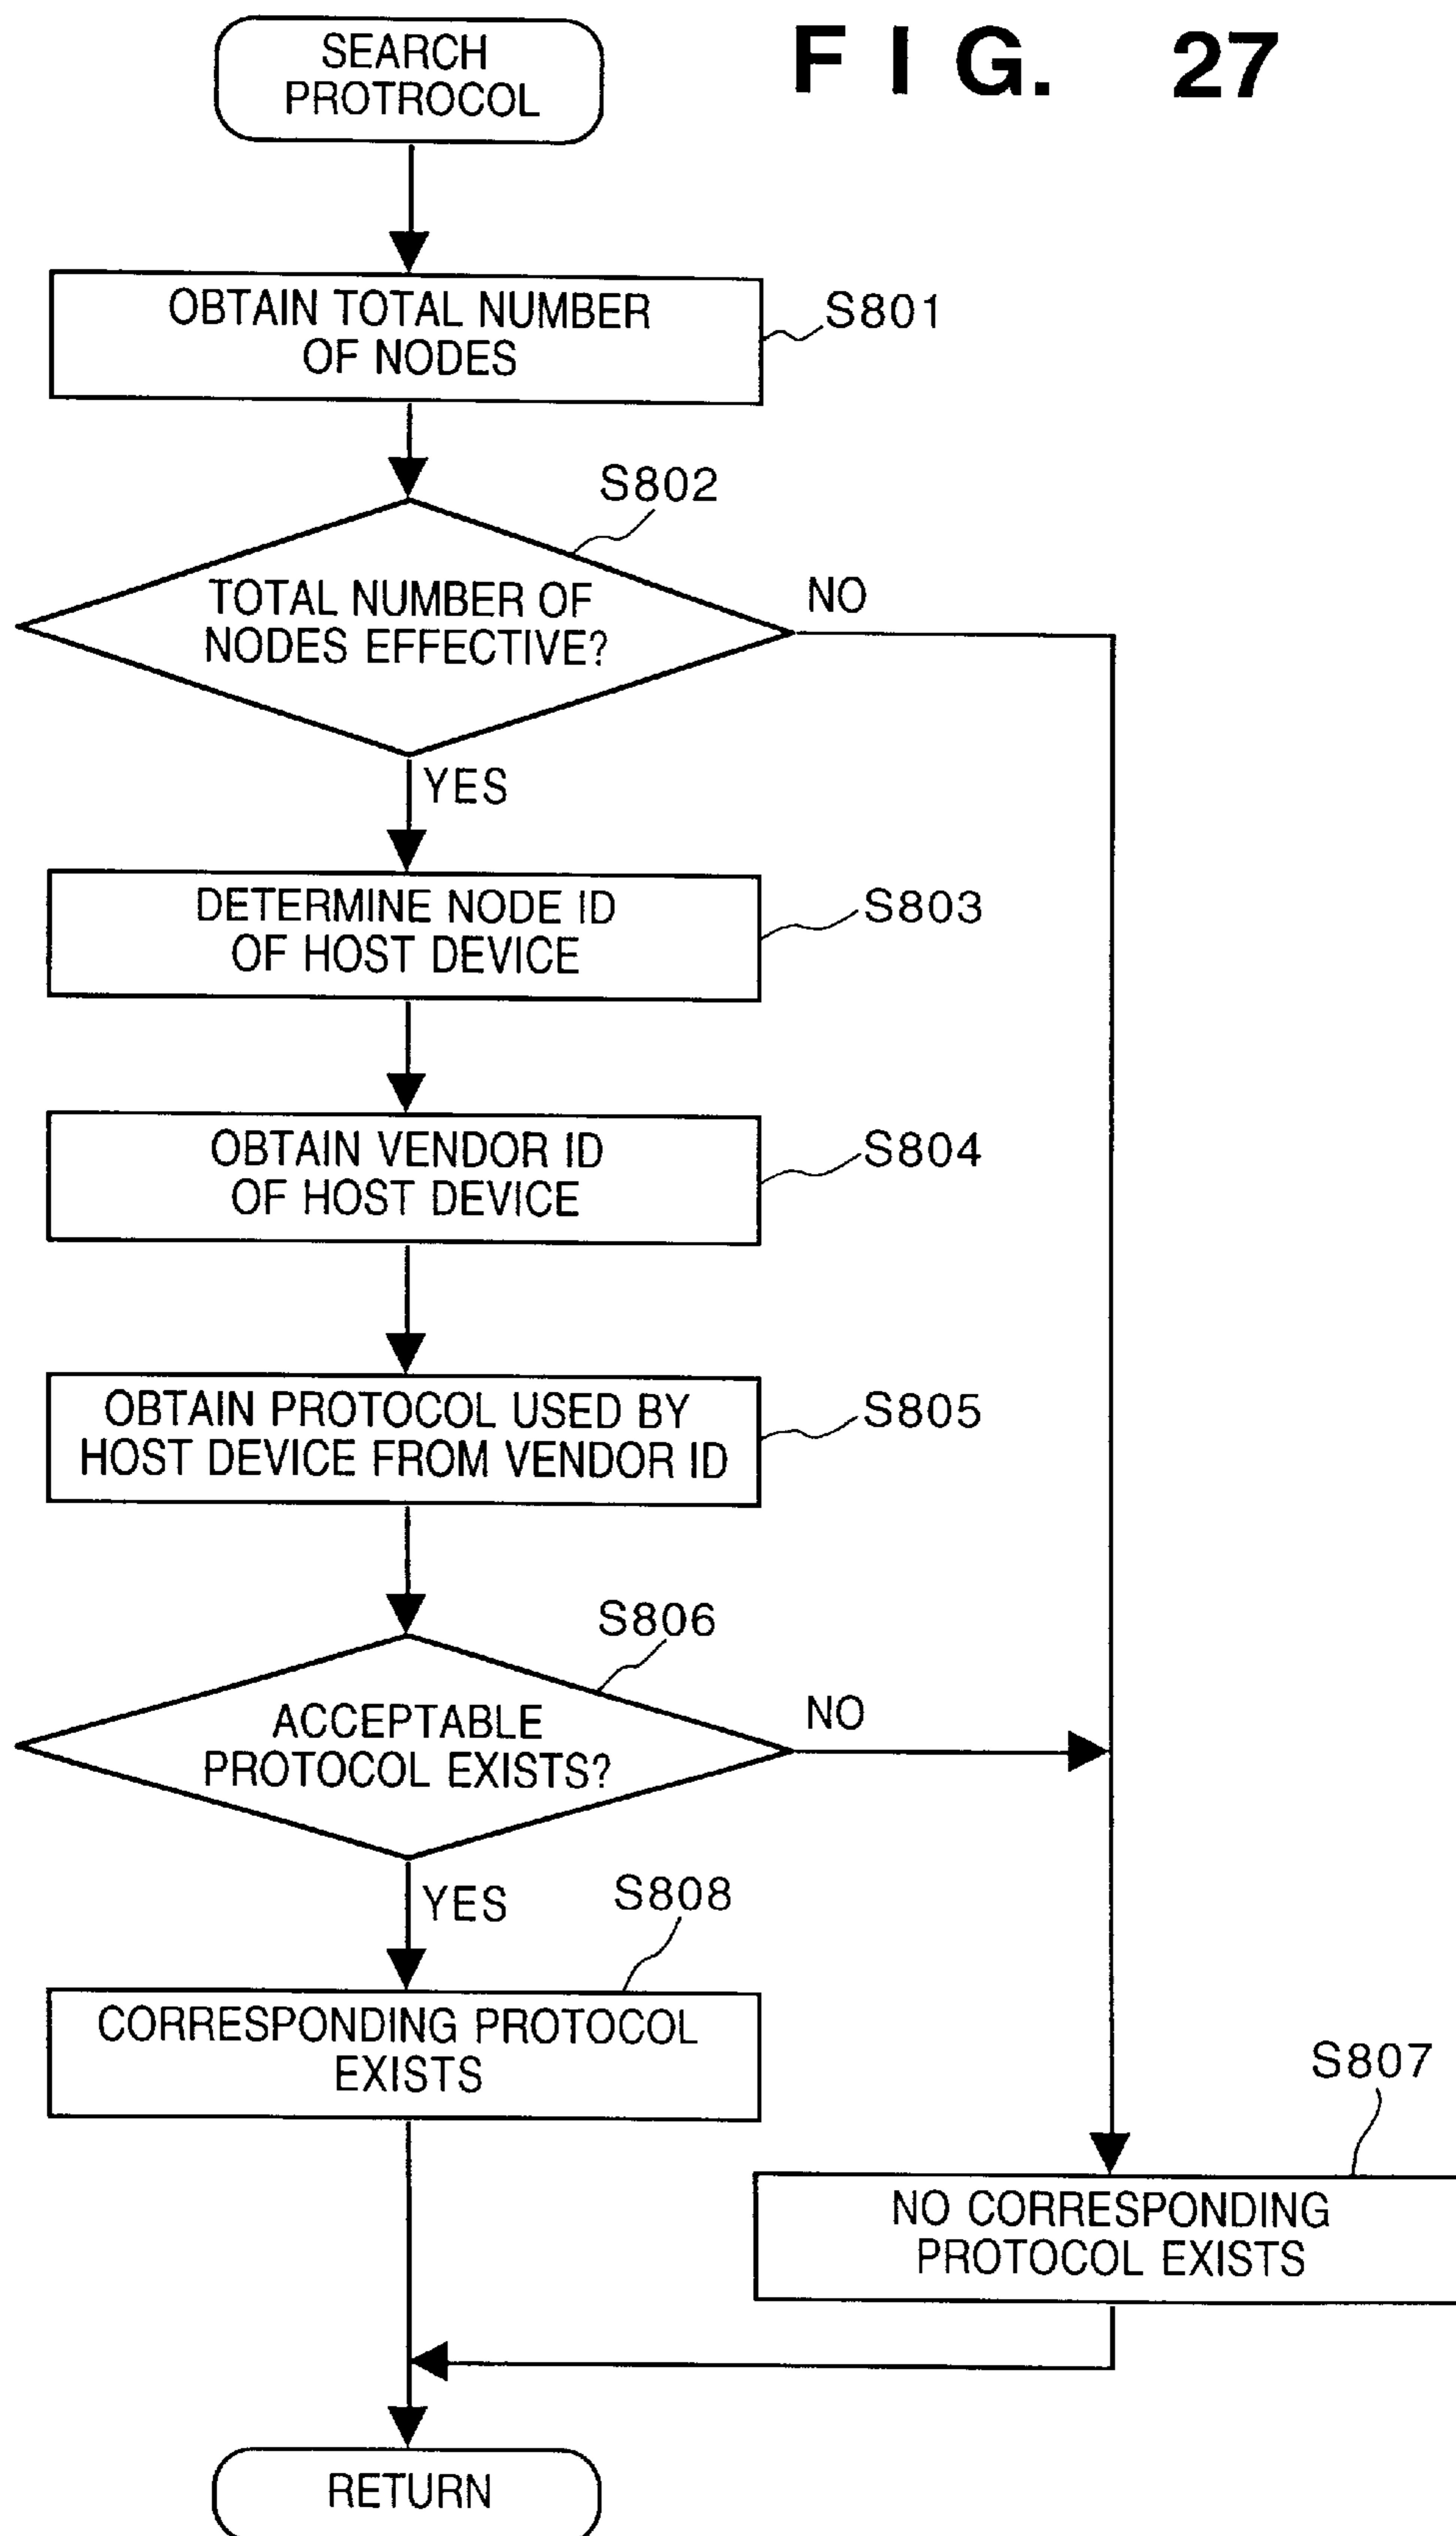 FIG. 27
SEARCH
PROTROCOL
OBTAIN TOTAL NUMBER
OF NODES
S801
S802
TOTAL NUMBER OF
NODES EFFECTIVE?
NO
YES
DETERMINE NODE ID
OF HOST DEVICE
S803
OBTAIN VENDOR ID
OF HOST DEVICE
S804
OBTAIN PROTOCOL USED BY
HOST DEVICE FROM VENDOR ID
S805
S806
ACCEPTABLE
PROTOCOL EXISTS?
NO
YES
S808
CORRESPONDING PROTOCOL
EXISTS
S807
NO CORRESPONDING
PROTOCOL EXISTS
RETURN